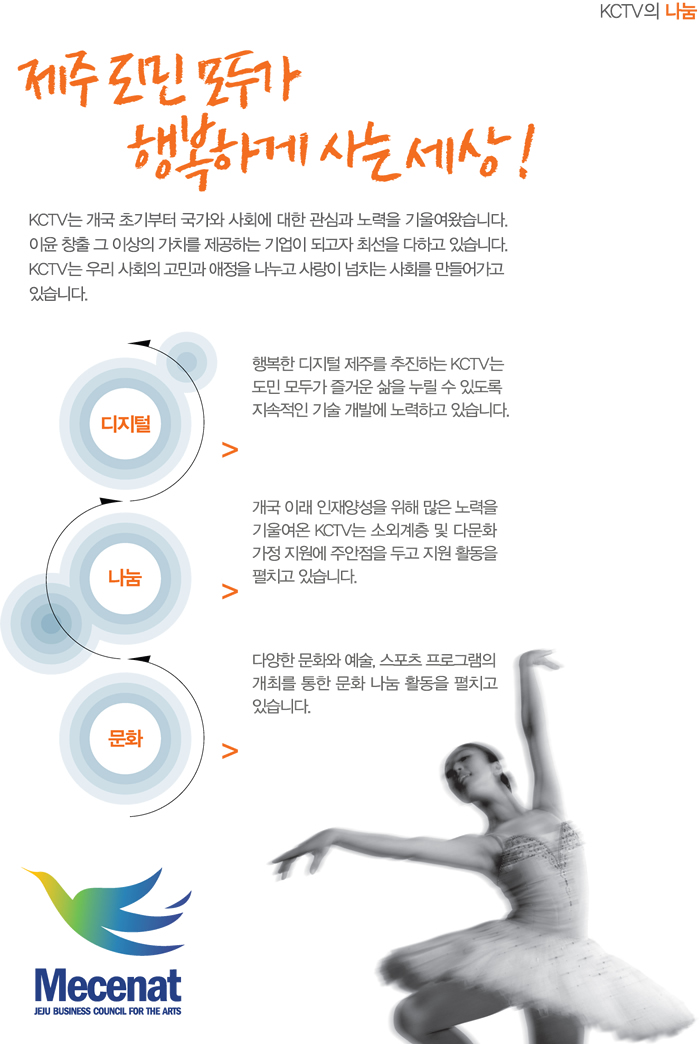 KCTV의 나눔
제주 도민 모두가
행복하게 사는 세상!
KCTV는 개국 초기부터 국가와 사회에 대한 관심과 노력을 기울여왔습니다.
이윤 창출 그 이상의 가치를 제공하는 기업이 되고자 최선을 다하고 있습니다.
KCTV는 우리 사회의 고민과 애정을 나누고 사랑이 넘치는 사회를 만들어가고
있습니다.
행복한 디지털 제주를 추진하는 KCTV는
도민 모두가 즐거운 삶을 누릴 수 있도록
지속적인 기술 개발에 노력하고 있습니다.
디지털
>
개국 이래 인재양성을 위해 많은 노력을
기울여온 KCTV는 소외계층 및 다문화
가정 지원에 주안점을 두고 지원 활동을
펼치고 있습니다.
나눔
>
다양한 문화와 예술, 스포츠 프로그램의
개최를 통한 문화 나눔 활동을 펼치고
있습니다.
문화
>
Mecenat
JEJU BUSINESS COUNCIL FOR THE ARTS